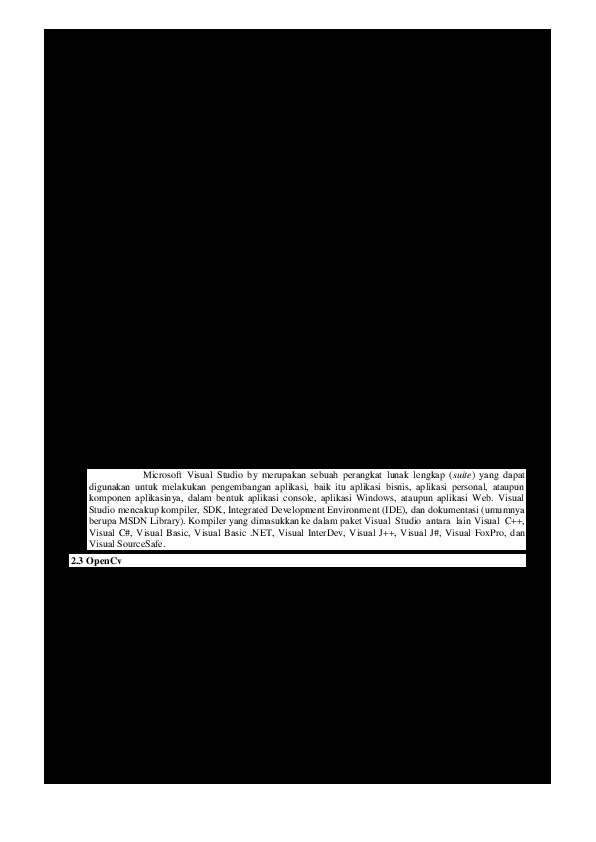 Microsoft Visual Studio by merupakan sebuah perangkat lunak lengkap (suite) yang dapat
digunakan untuk melakukan pengembangan aplikasi, baik itu aplikasi bisnis, aplikasi personal, ataupun
komponen aplikasinya, dalam bentuk aplikasi console, aplikasi Windows, ataupun aplikasi Web. Visual
Studio mencakup kompiler, SDK, Integrated Development Environment (IDE), dan dokumentasi (umumnya
berupa MSDN Library). Kompiler yang dimasukkan ke dalam paket Visual Studio antara lain Visual C++,
Visual C#, Visual Basic, Visual Basic .NET, Visual InterDev, Visual J++, Visual J#, Visual FoxPro, dan
Visual SourceSafe.
2.3 OpenCv